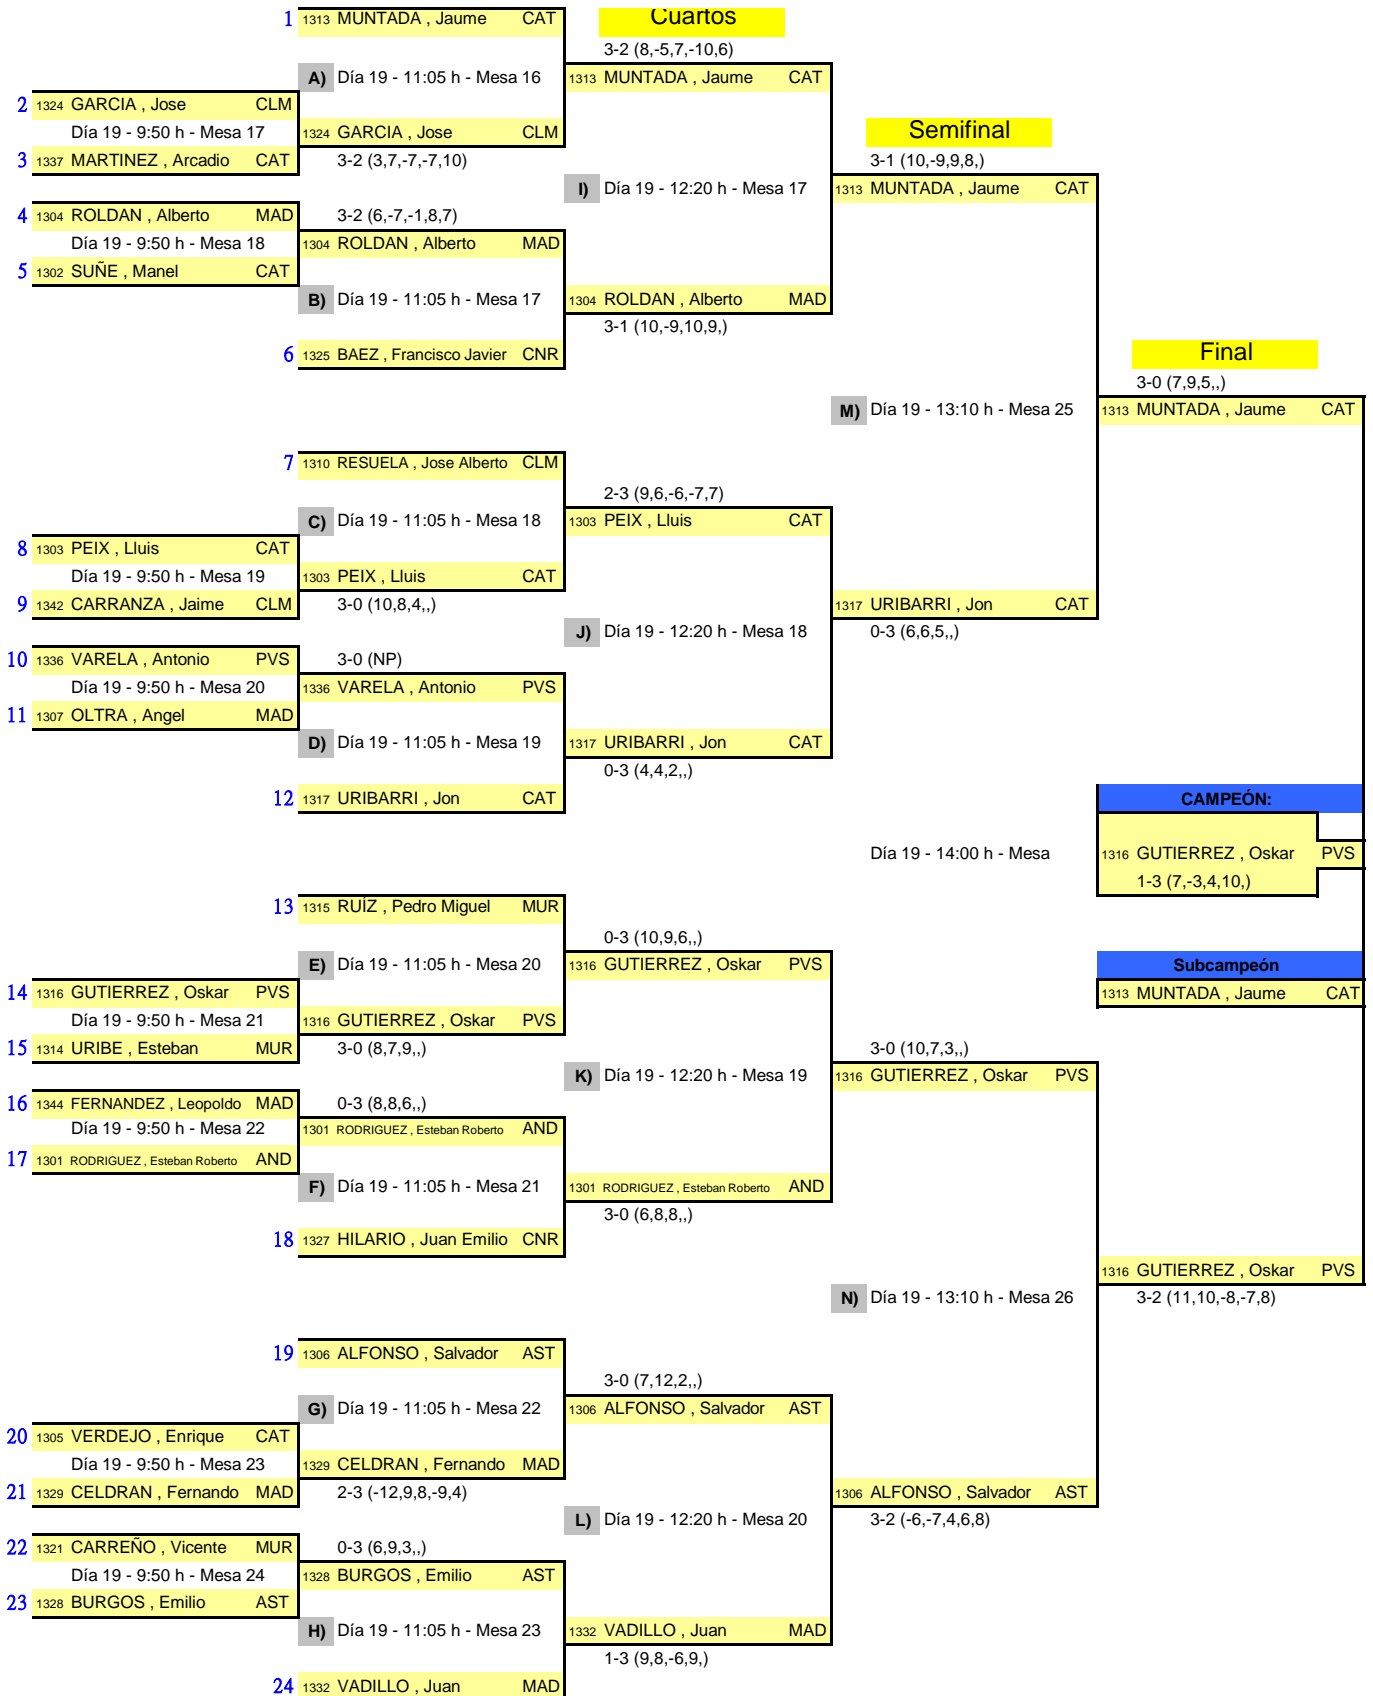 1 1313 MUNTADA , Jaume CAT Cuartos
3-2 (8,-5,7,-10,6)
A) Día 19 - 11:05 h - Mesa 16 1313 MUNTADA , Jaume CAT
2 1324 GARCIA , Jose CLM
Día 19 - 9:50 h - Mesa 17 1324 GARCIA , Jose CLM Semifinal
3 1337 MARTINEZ , Arcadio CAT 3-2 (3,7,-7,-7,10) 3-1 (10,-9,9,8,)
I) Día 19 - 12:20 h - Mesa 17 1313 MUNTADA , Jaume CAT
4 1304 ROLDAN , Alberto MAD 3-2 (6,-7,-1,8,7)
Día 19 - 9:50 h - Mesa 18 1304 ROLDAN , Alberto MAD
5 1302 SUÑE , Manel CAT
B) Día 19 - 11:05 h - Mesa 17 1304 ROLDAN , Alberto MAD
3-1 (10,-9,10,9,)
6 1325 BAEZ , Francisco Javier CNR Final
3-0 (7,9,5,,)
M) Día 19 - 13:10 h - Mesa 25 1313 MUNTADA , Jaume CAT
7 1310 RESUELA , Jose Alberto CLM
2-3 (9,6,-6,-7,7)
C) Día 19 - 11:05 h - Mesa 18 1303 PEIX , Lluis CAT
8 1303 PEIX , Lluis CAT
Día 19 - 9:50 h - Mesa 19 1303 PEIX , Lluis CAT
9 1342 CARRANZA , Jaime CLM 3-0 (10,8,4,,) 1317 URIBARRI , Jon CAT
J) Día 19 - 12:20 h - Mesa 18 0-3 (6,6,5,,)
10 1336 VARELA , Antonio PVS 3-0 (NP)
Día 19 - 9:50 h - Mesa 20 1336 VARELA , Antonio PVS
11 1307 OLTRA , Angel MAD
D) Día 19 - 11:05 h - Mesa 19 1317 URIBARRI , Jon CAT
0-3 (4,4,2,,)
12 1317 URIBARRI , Jon CAT CAMPEÓN:
Día 19 - 14:00 h - Mesa 1316 GUTIERREZ , Oskar PVS
1-3 (7,-3,4,10,)
13 1315 RUÍZ , Pedro Miguel MUR
0-3 (10,9,6,,)
E) Día 19 - 11:05 h - Mesa 20 1316 GUTIERREZ , Oskar PVS Subcampeón
14 1316 GUTIERREZ , Oskar PVS 1313 MUNTADA , Jaume CAT
Día 19 - 9:50 h - Mesa 21 1316 GUTIERREZ , Oskar PVS
15 1314 URIBE , Esteban MUR 3-0 (8,7,9,,) 3-0 (10,7,3,,)
K) Día 19 - 12:20 h - Mesa 19 1316 GUTIERREZ , Oskar PVS
16 1344 FERNANDEZ , Leopoldo MAD 0-3 (8,8,6,,)
Día 19 - 9:50 h - Mesa 22 1301 RODRIGUEZ , Esteban Roberto AND
17 1301 RODRIGUEZ , Esteban Roberto AND
F) Día 19 - 11:05 h - Mesa 21 1301 RODRIGUEZ , Esteban Roberto AND
3-0 (6,8,8,,)
18 1327 HILARIO , Juan Emilio CNR
1316 GUTIERREZ , Oskar PVS
N) Día 19 - 13:10 h - Mesa 26 3-2 (11,10,-8,-7,8)
19 1306 ALFONSO , Salvador AST
3-0 (7,12,2,,)
G) Día 19 - 11:05 h - Mesa 22 1306 ALFONSO , Salvador AST
20 1305 VERDEJO , Enrique CAT
Día 19 - 9:50 h - Mesa 23 1329 CELDRAN , Fernando MAD
21 1329 CELDRAN , Fernando MAD 2-3 (-12,9,8,-9,4) 1306 ALFONSO , Salvador AST
L) Día 19 - 12:20 h - Mesa 20 3-2 (-6,-7,4,6,8)
22 1321 CARREÑO , Vicente MUR 0-3 (6,9,3,,)
Día 19 - 9:50 h - Mesa 24 1328 BURGOS , Emilio AST
23 1328 BURGOS , Emilio AST
H) Día 19 - 11:05 h - Mesa 23 1332 VADILLO , Juan MAD
1-3 (9,8,-6,9,)
24 1332 VADILLO , Juan MAD